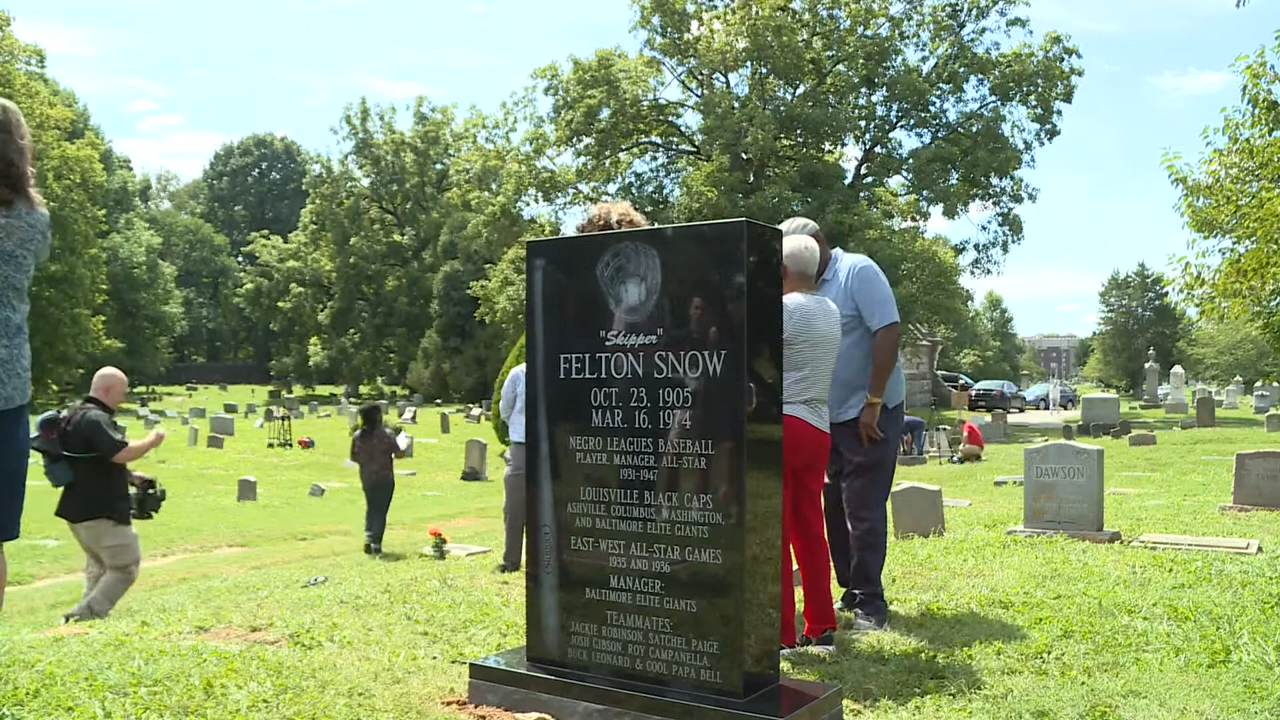 "Skipper"
FELTON SNOW
OCT. 23, 1905
MAR. 16, 1974
NEGRO LEAGUES BASEBALL
PLAYER, MANAGER, ALL-STAR
1931-1947
LOUISVILLE BLACK CAPS
ASHVILLE, COLUMBUS, WASHINGTON,
AND BALTIMORE ELITE GIANTS
EAST-WEST ALL-STAR GAMES
1935 AND 1936
MANAGER:
BALTIMORE ELITE GIANTS
TEAMMATES:
JACKIE ROBINSON, SATCHEL PAIGE,
JOSH GIBSON, ROY CAMPANELLA,
BUCK LEONARD, & COOL PAPA BELL
DAWSON